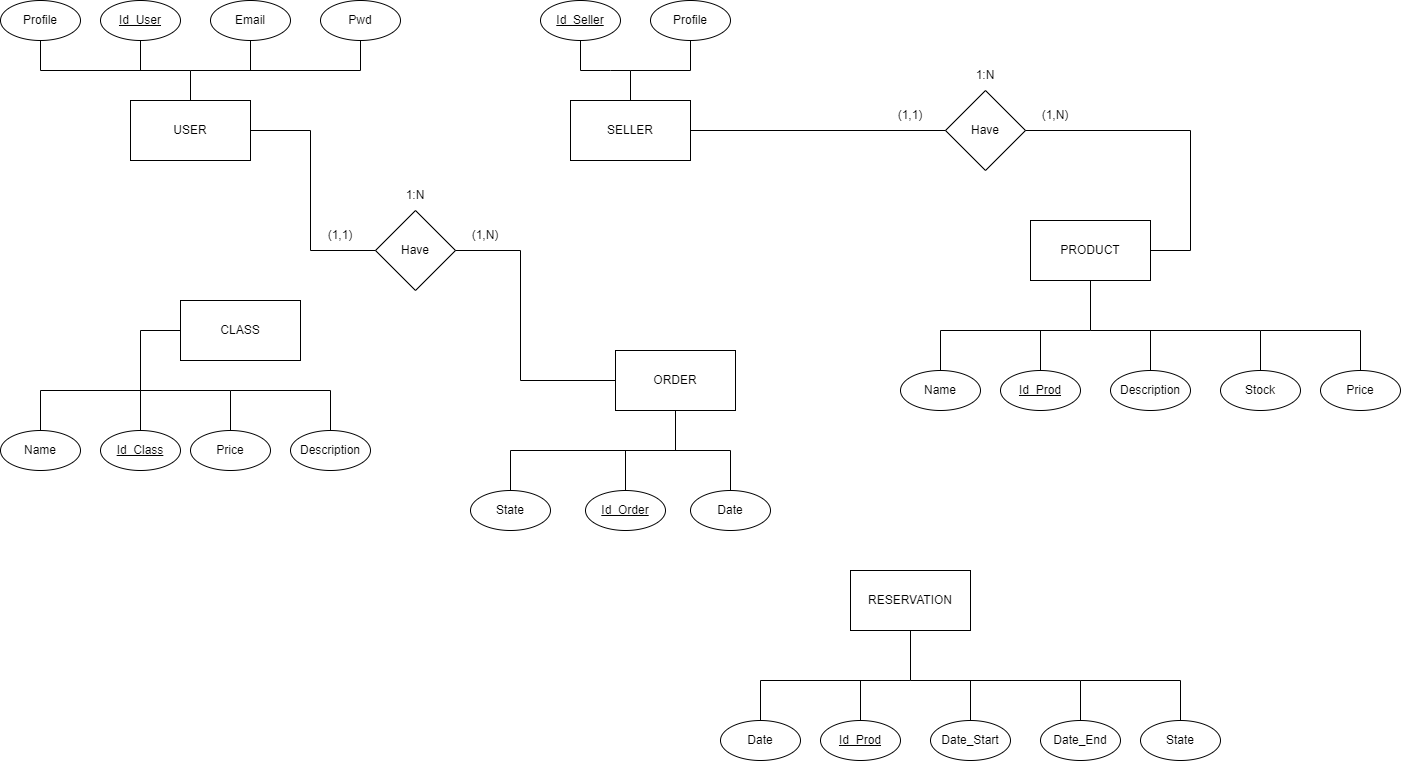 Profile
Id_User
Email
Pwd
Id_Seller
Profile
1:N
USER
SELLER
(1,1)
Have
(1,N)
1:N
(1,1)
Have
(1,N)
PRODUCT
CLASS
ORDER
Name
Id_Prod
Description
Stock
Price
Name
Id_Class
Price
Description
State
Id_Order
Date
RESERVATION
Date
Id_Prod
Date_Start
Date_End
State